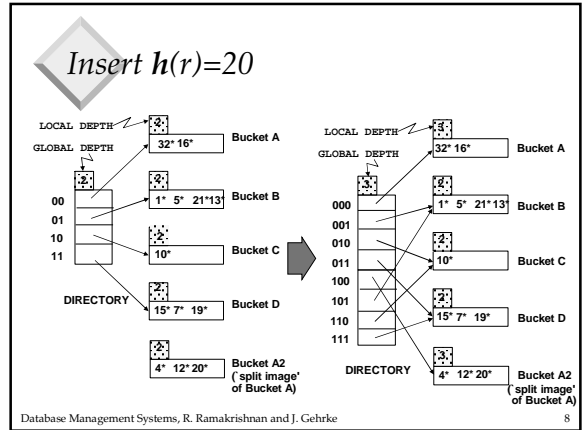 Insert h(r)=20
LOCAL DEPTH
GLOBAL DEPTH
2
2
00
01
10
11
DIRECTORY
32* 16*
Bucket A
2
1* 5* 21*13*
Bucket B
2
10*
Bucket C
2
15* 7* 19*
Bucket D
2
4* 12* 20*
Bucket A2
(`split image'
of Bucket A)
LOCAL DEPTH
GLOBAL DEPTH
3
3
000
001
010
011
100
101
110
111
DIRECTORY
32* 16*
Bucket A
2
1* 5* 21*13*
Bucket B
2
10*
Bucket C
2
15* 7* 19*
Bucket D
3
4* 12* 20*
Bucket A2
(`split image'
of Bucket A)
Database Management Systems, R. Ramakrishnan and J. Gehrke
8